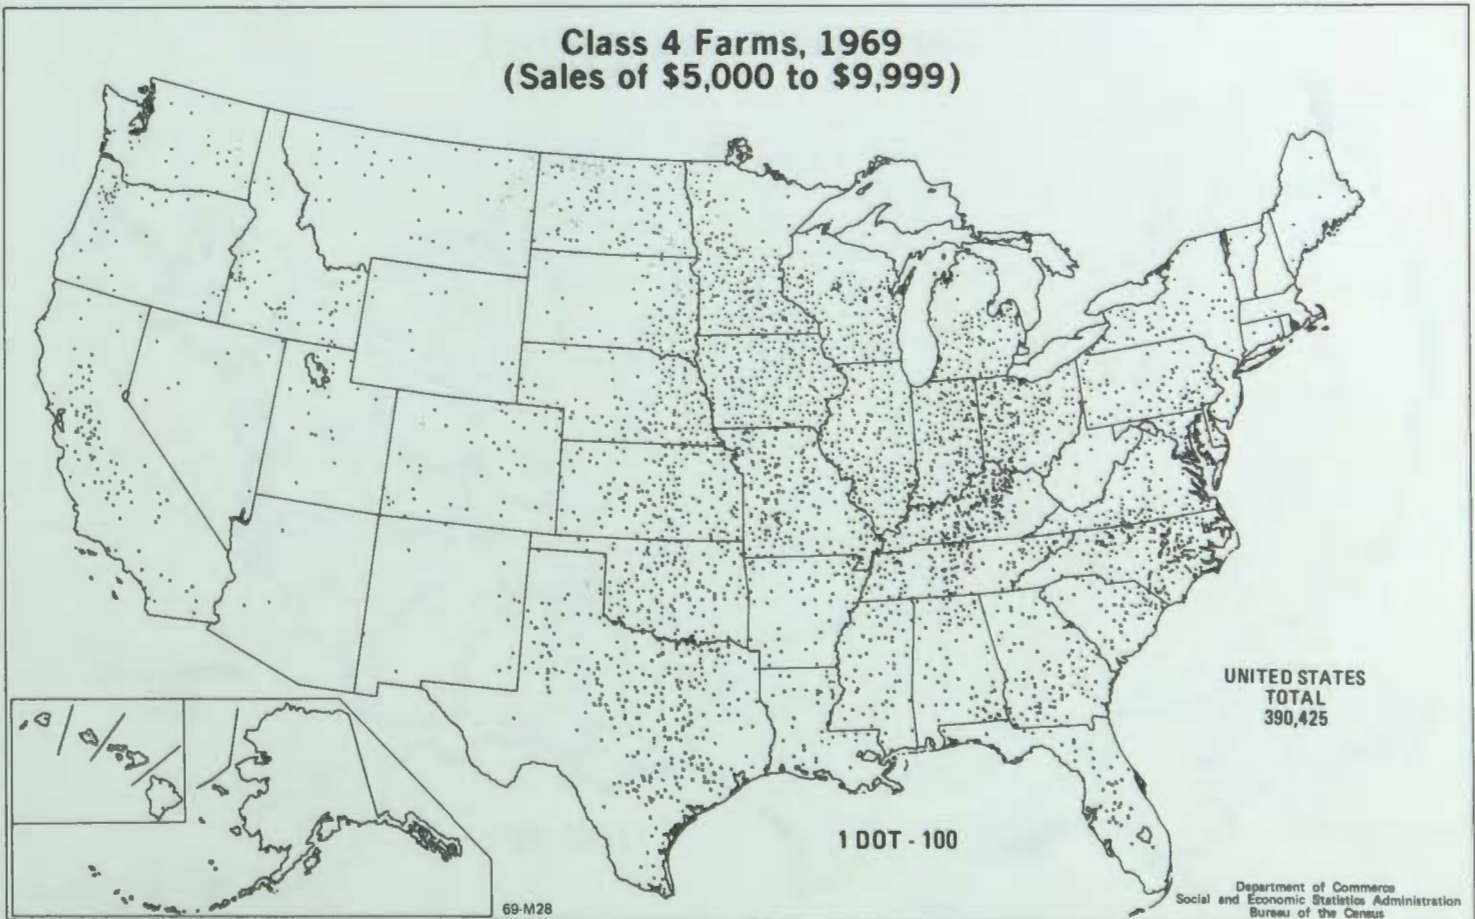 Class 4 Farms, 1969
(Sales of $5,000 to $9,999)
UNITED STATES
TOTAL
390,425
1 DOT - 100
69-M28
Department of Commerce
Social and Economic Statistics Administration
Bureau of the Census